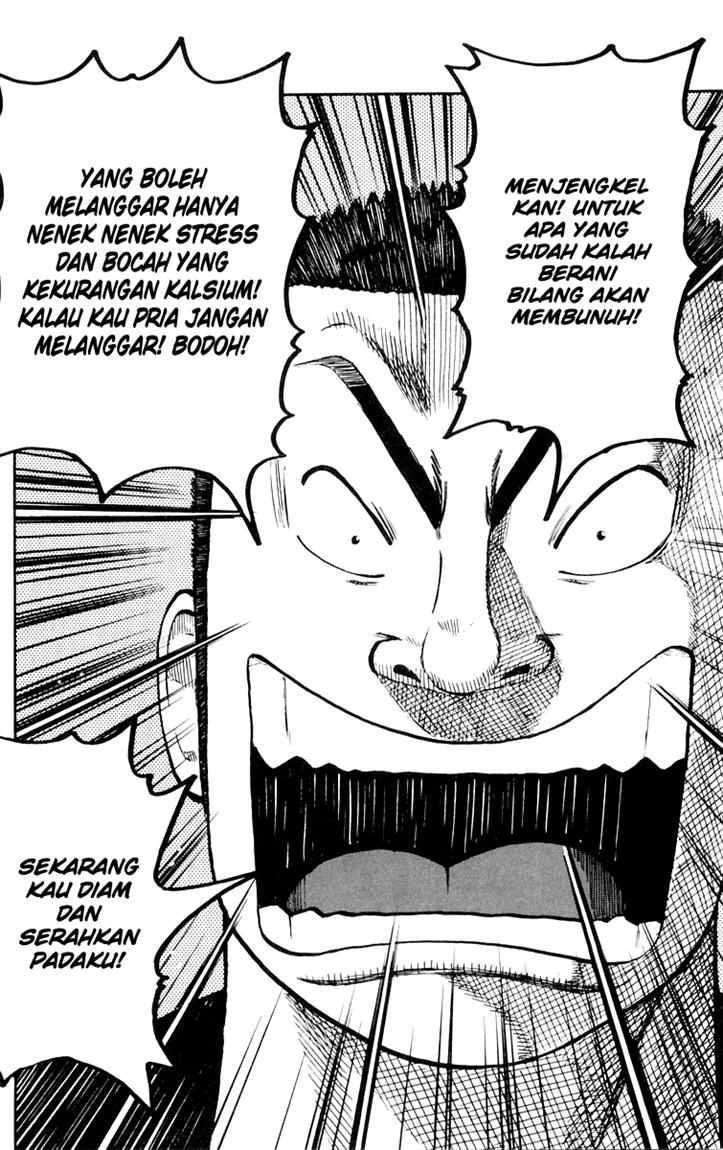 MENJENGKEL
KAN! UNTUK
APA YANG
SUDAH KALAH
BERANI
BILANG AKAN
MEMBUNUH!
YANG BOLEH
MELANGGAR HANYA
NENEK NENEK STRESS
DAN BOCAH YANG
KEKURANGAN KALSIUM!
KALAU KAU PRIA JANGAN
MELANGGAR! BODOH!
SEKARANG
KAU DIAM
DAN
SERAHKAN
PADAKU!